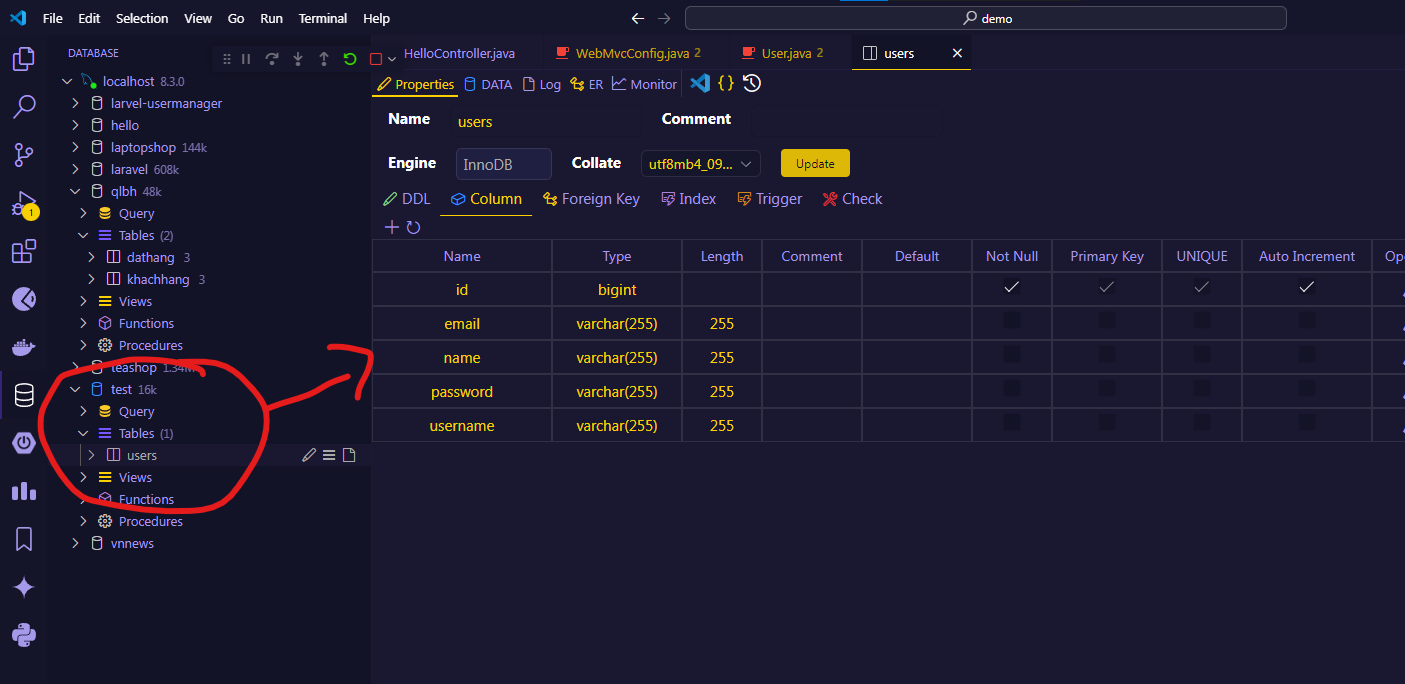 File Edit Selection View Go Run Terminal Help
demo
DATABASE
HelloController.java
WebMvcConfig.java 2
User.java 2
users
localhost 8.3.0
larvel-usermanager
hello
laptopshop 144k
laravel 608k
qlbh 48k
Query
Tables (2)
dathang 3
khachhang 3
Views
Functions
Procedures
teashop 1.34M
test 16k
Query
Tables (1)
users
Views
Functions
Procedures
vnnews
1
Properties DATA Log ER Monitor {}
Name users Comment
Engine InnoDB Collate utf8mb4_09... Update
DDL Column Foreign Key Index Trigger Check
Name Type Length Comment Default Not Null Primary Key UNIQUE Auto Increment Op
id bigint
email varchar(255) 255
name varchar(255) 255
password varchar(255) 255
username varchar(255) 255